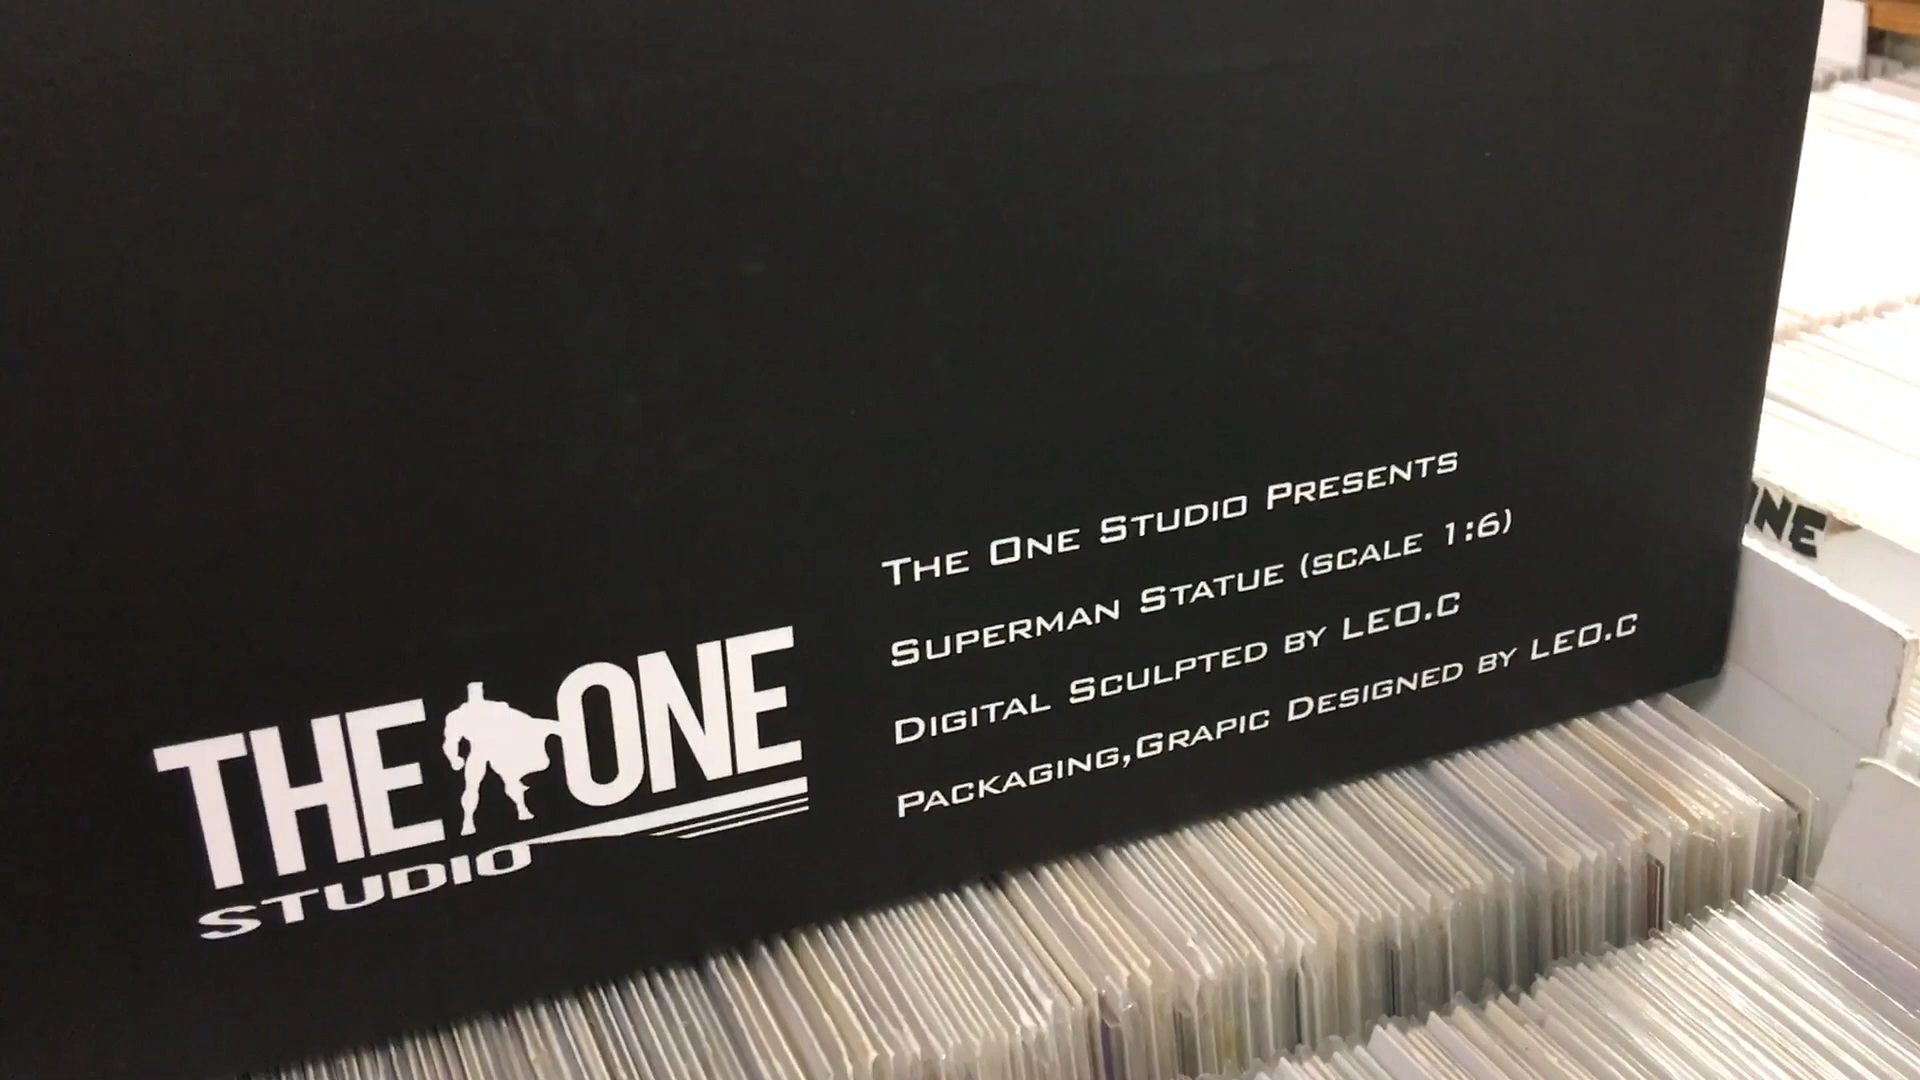 THE ONE
STUDIO
THE ONE STUDIO PRESENTS
SUPERMAN STATUE (SCALE 1:6)
DIGITAL SCULPTED BY LEO.C
PACKAGING,GRAPIC DESIGNED BY LEO.C
NE